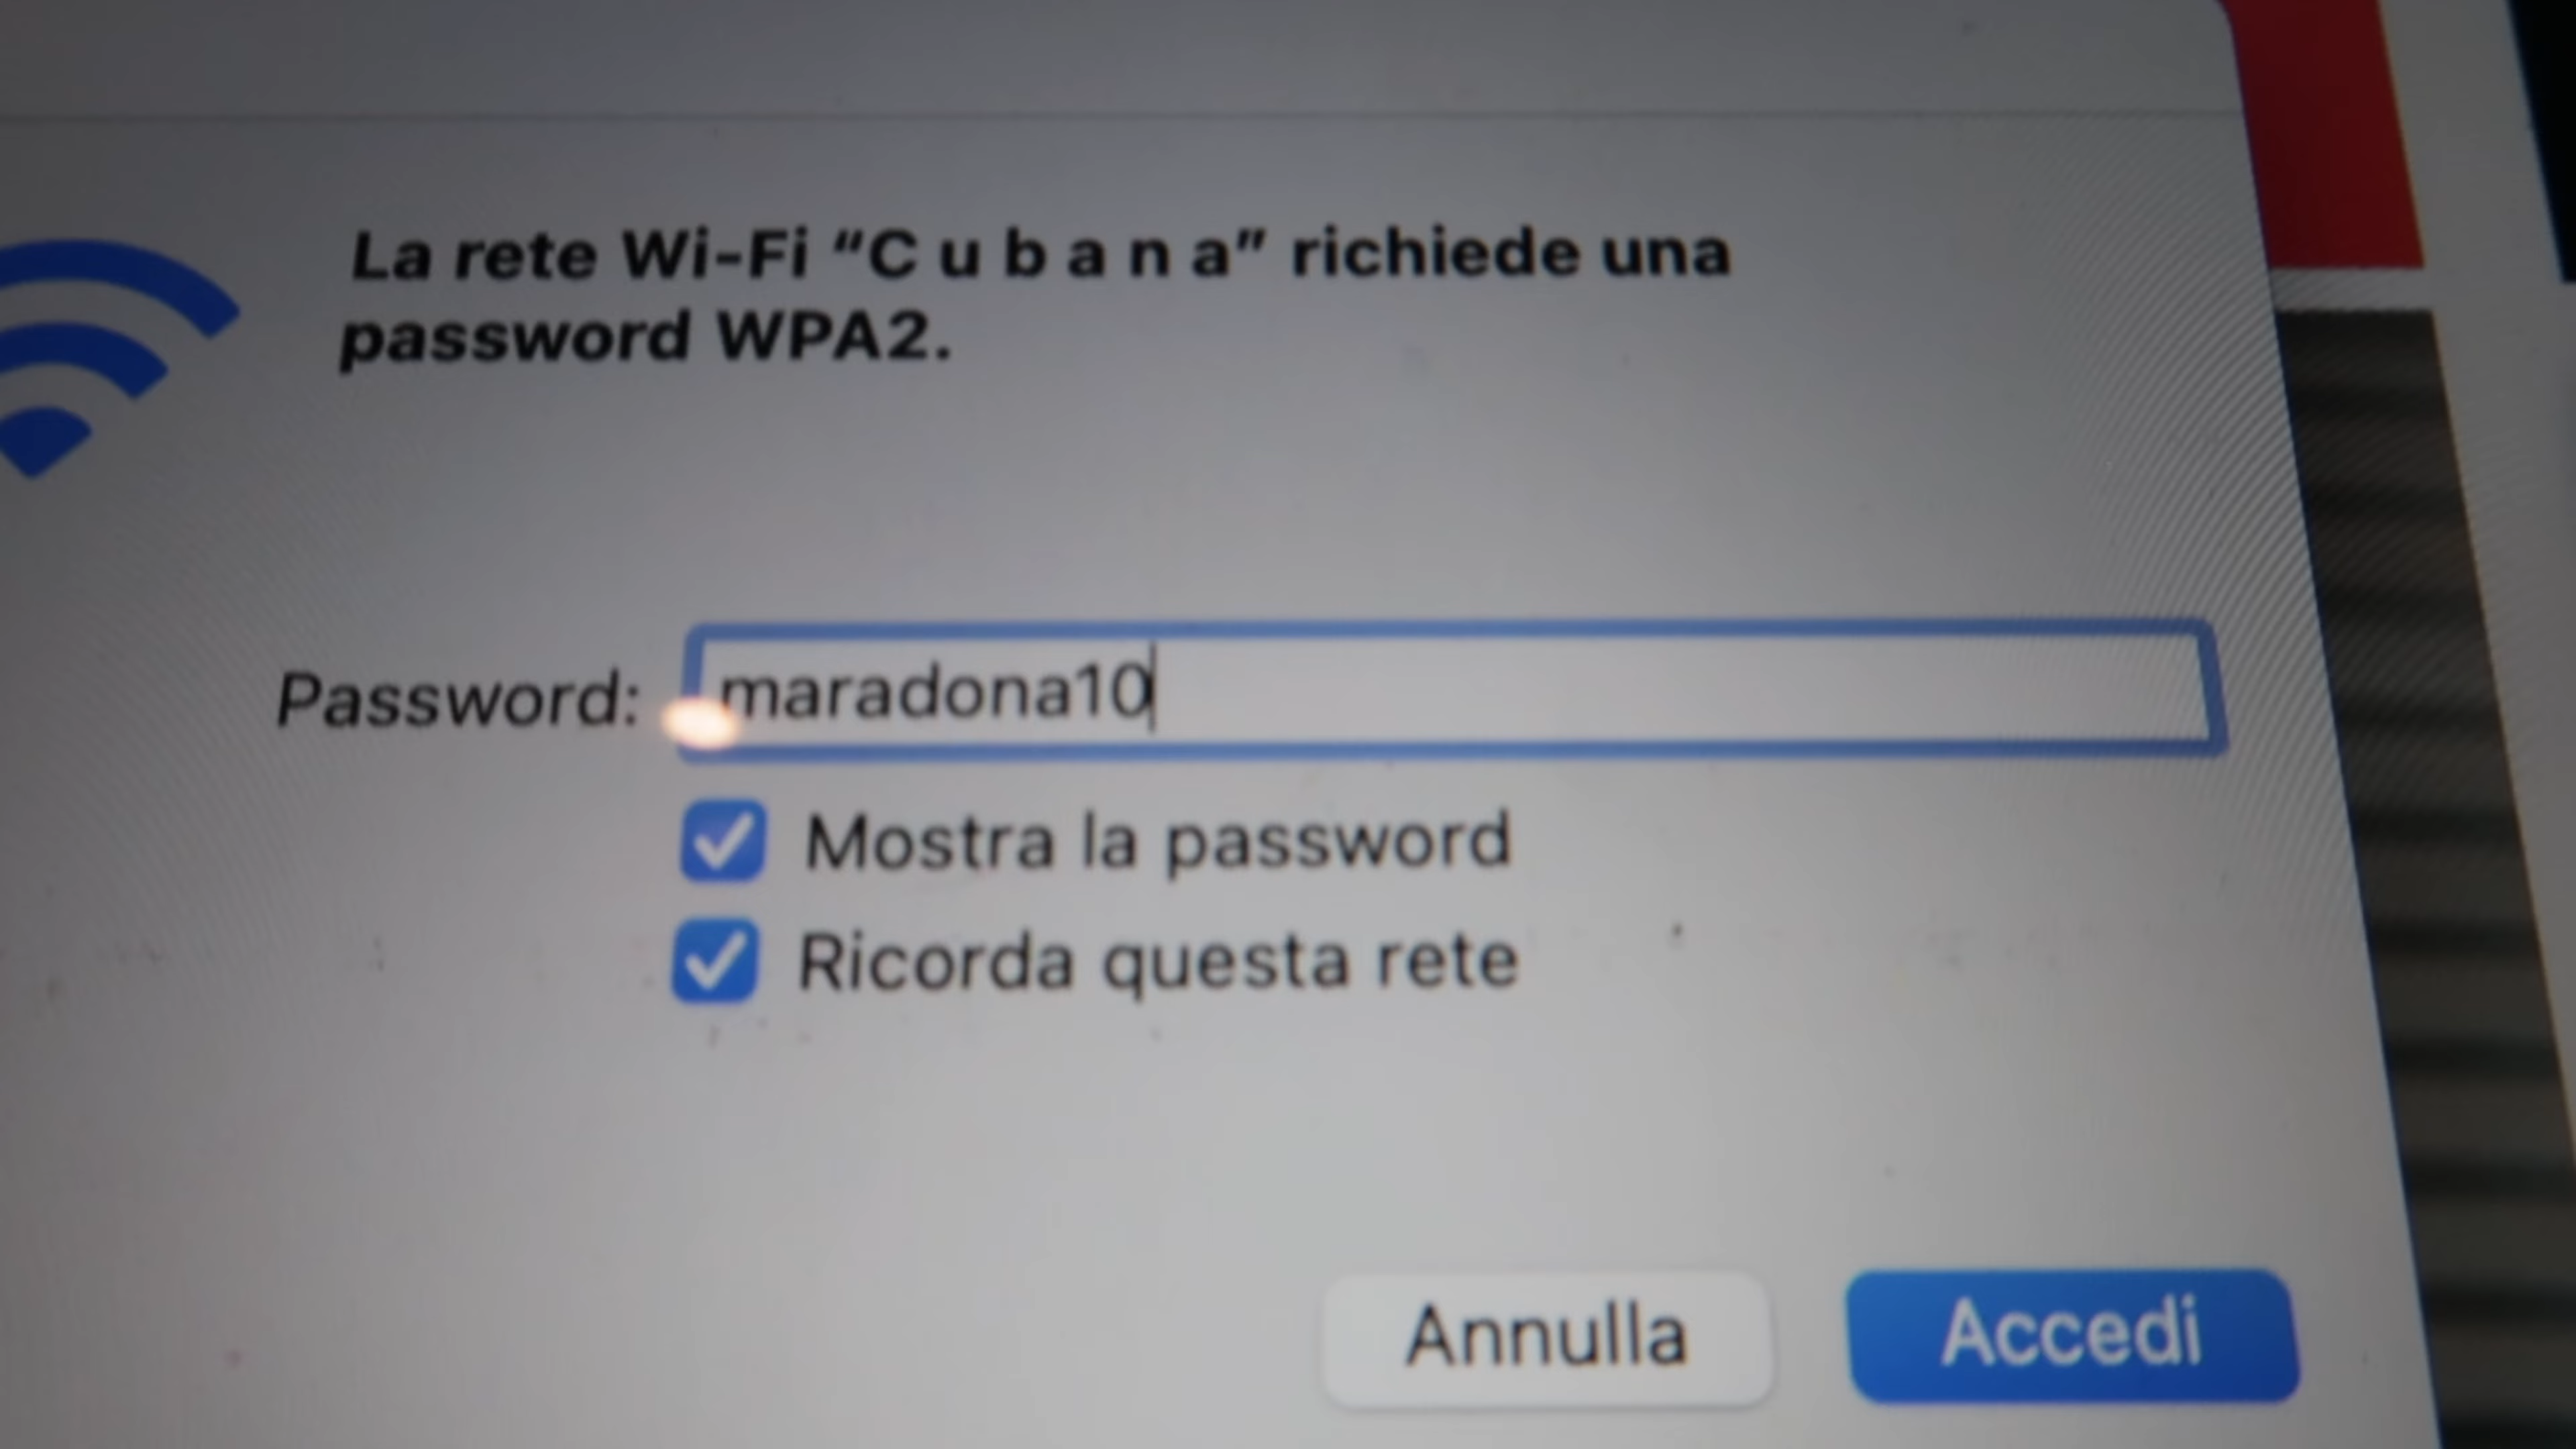 La rete Wi-Fi “C u b a n a” richiede una
password WPA2.
Password: maradona10
Mostra la password
Ricorda questa rete
Annulla Accedi